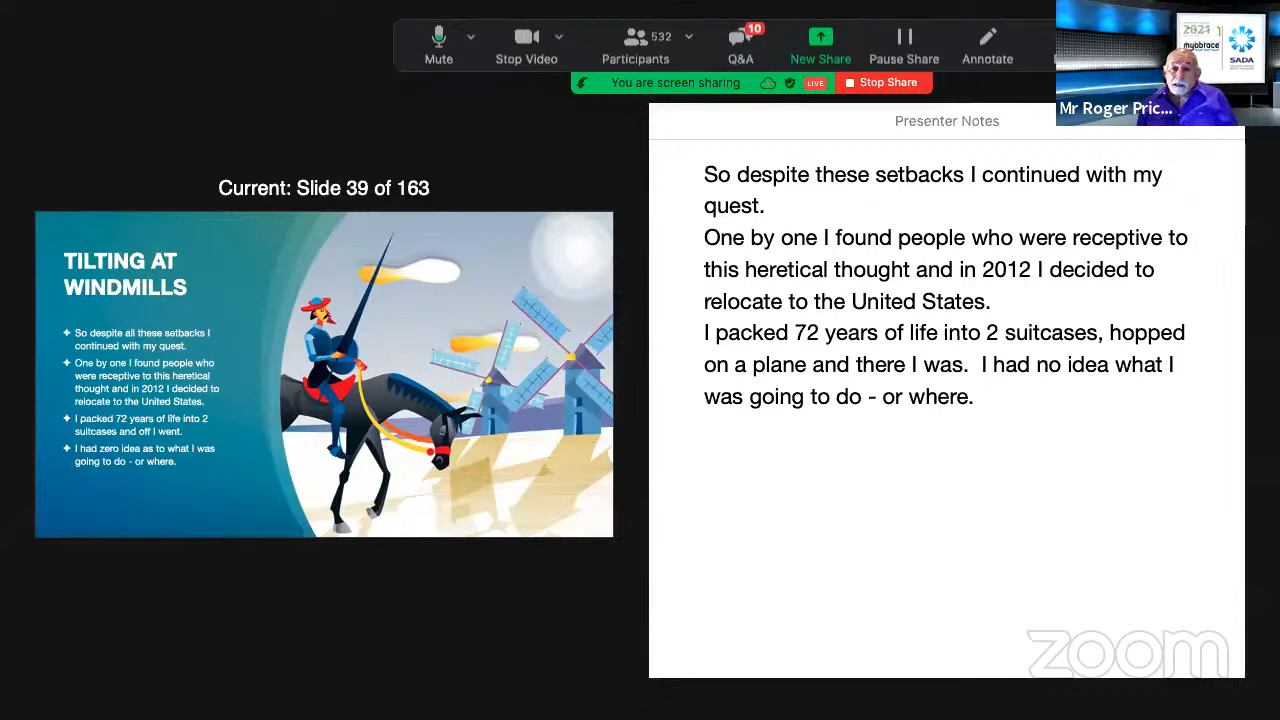 532
10
Mute
Stop Video
Participants
Q&A
New Share
Pause Share
Annotate
You are screen sharing
LIVE
Stop Share
2021
myobrace
SADA
Mr Roger Pric...
Presenter Notes
Current: Slide 39 of 163
TILTING AT
WINDMILLS
So despite all these setbacks I
continued with my quest.
One by one I found people who
were receptive to this heretical
thought and in 2012 I decided to
relocate to the United States.
I packed 72 years of life into 2
suitcases and off I went.
I had zero idea as to what I was
going to do - or where.
So despite these setbacks I continued with my
quest.
One by one I found people who were receptive to
this heretical thought and in 2012 I decided to
relocate to the United States.
I packed 72 years of life into 2 suitcases, hopped
on a plane and there I was.  I had no idea what I
was going to do - or where.
zoom